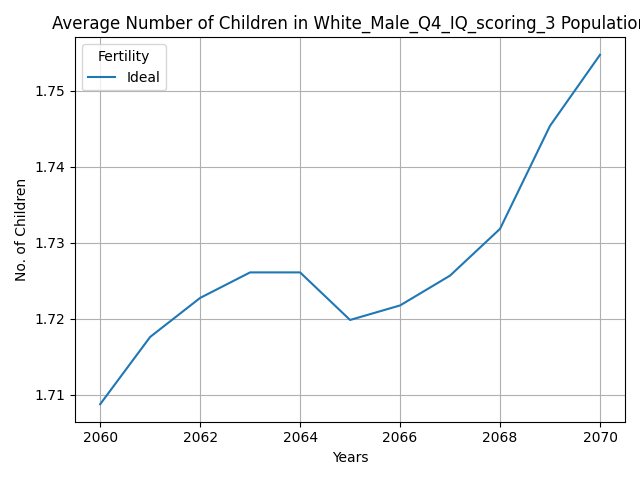 Average Number of Children in White_Male_Q4_IQ_scoring_3 Population
Fertility
Ideal
1.75
1.74
1.73
1.72
1.71
No. of Children
2060
2062
2064
2066
2068
2070
Years